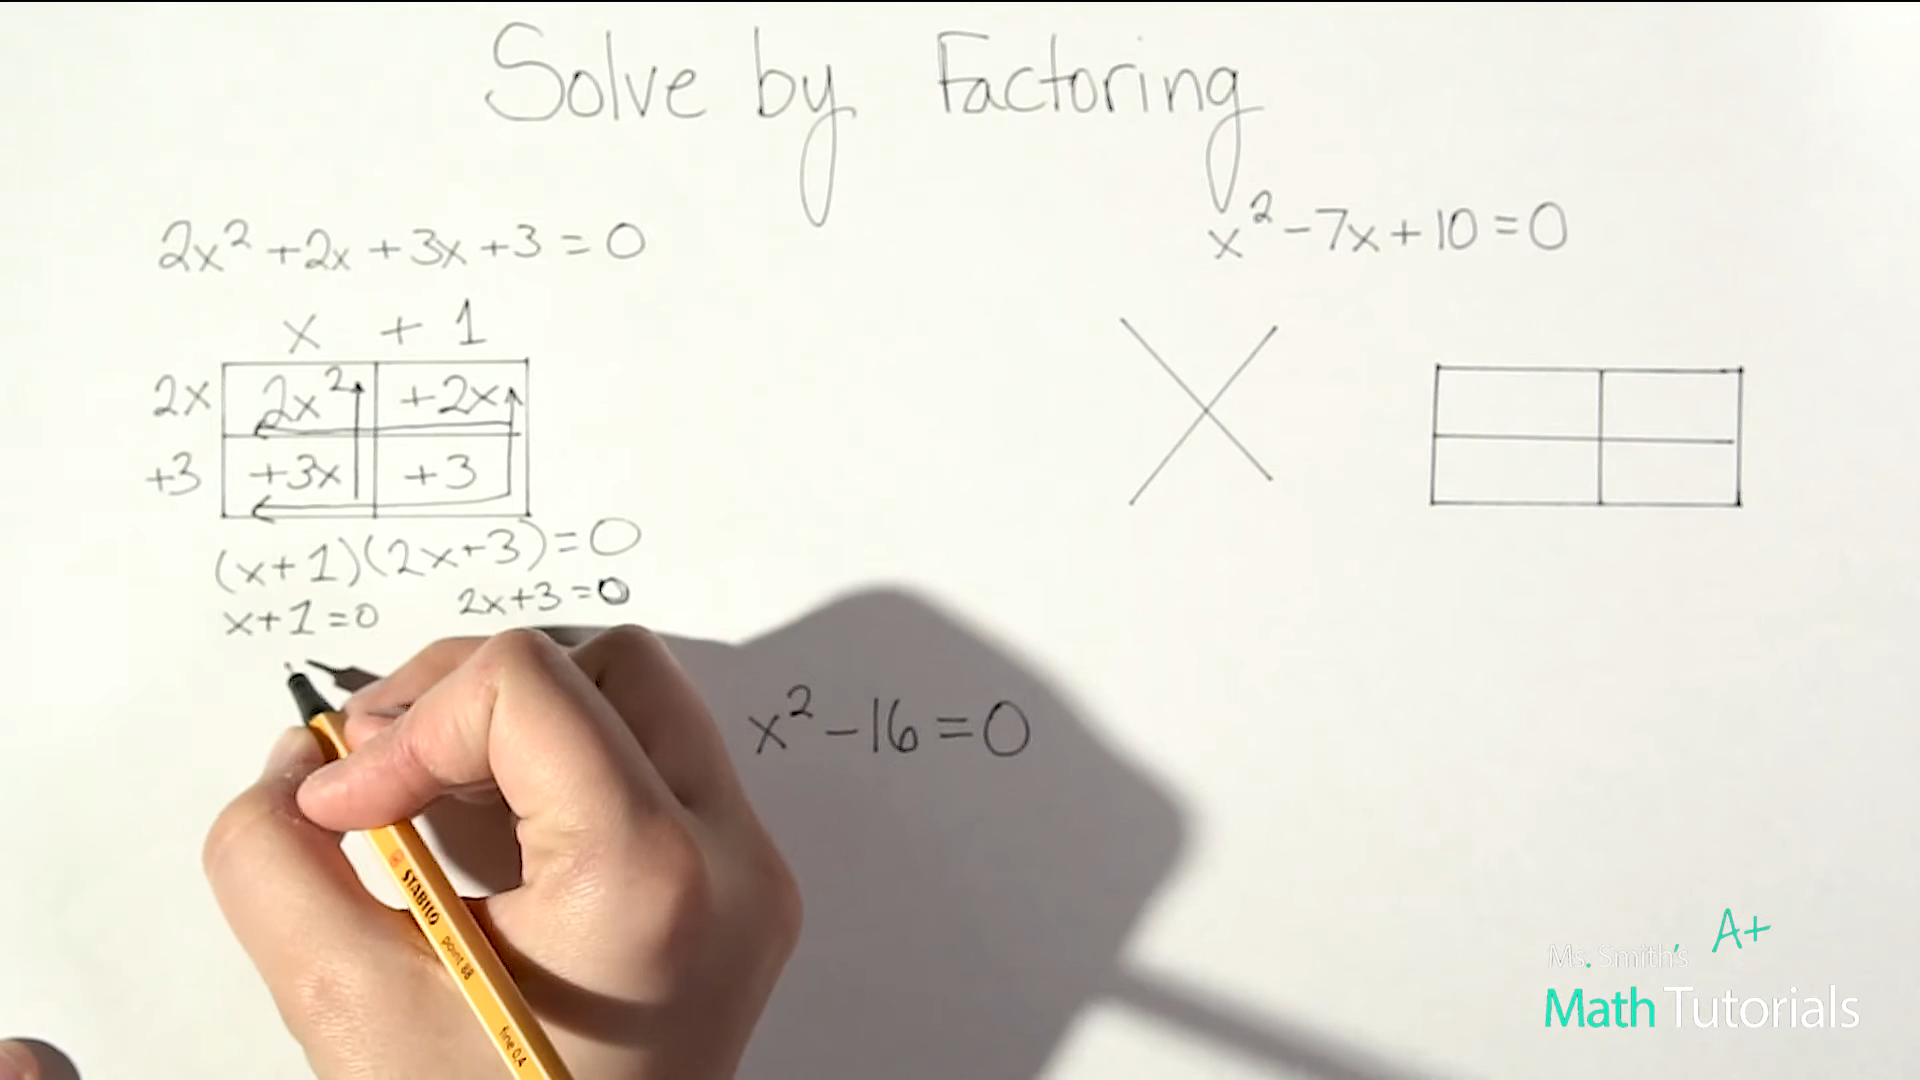 Solve by Factoring
2x² +2x +3x +3 = 0
x + 1
2x 2x² +2x
+3 +3x +3
(x+1)(2x+3)=0
x+1=0 2x+3=0
x²-7x+10=0
x²-16=0
STABILO point 88 fine 0,4
Ms. Smith's A+
Math Tutorials